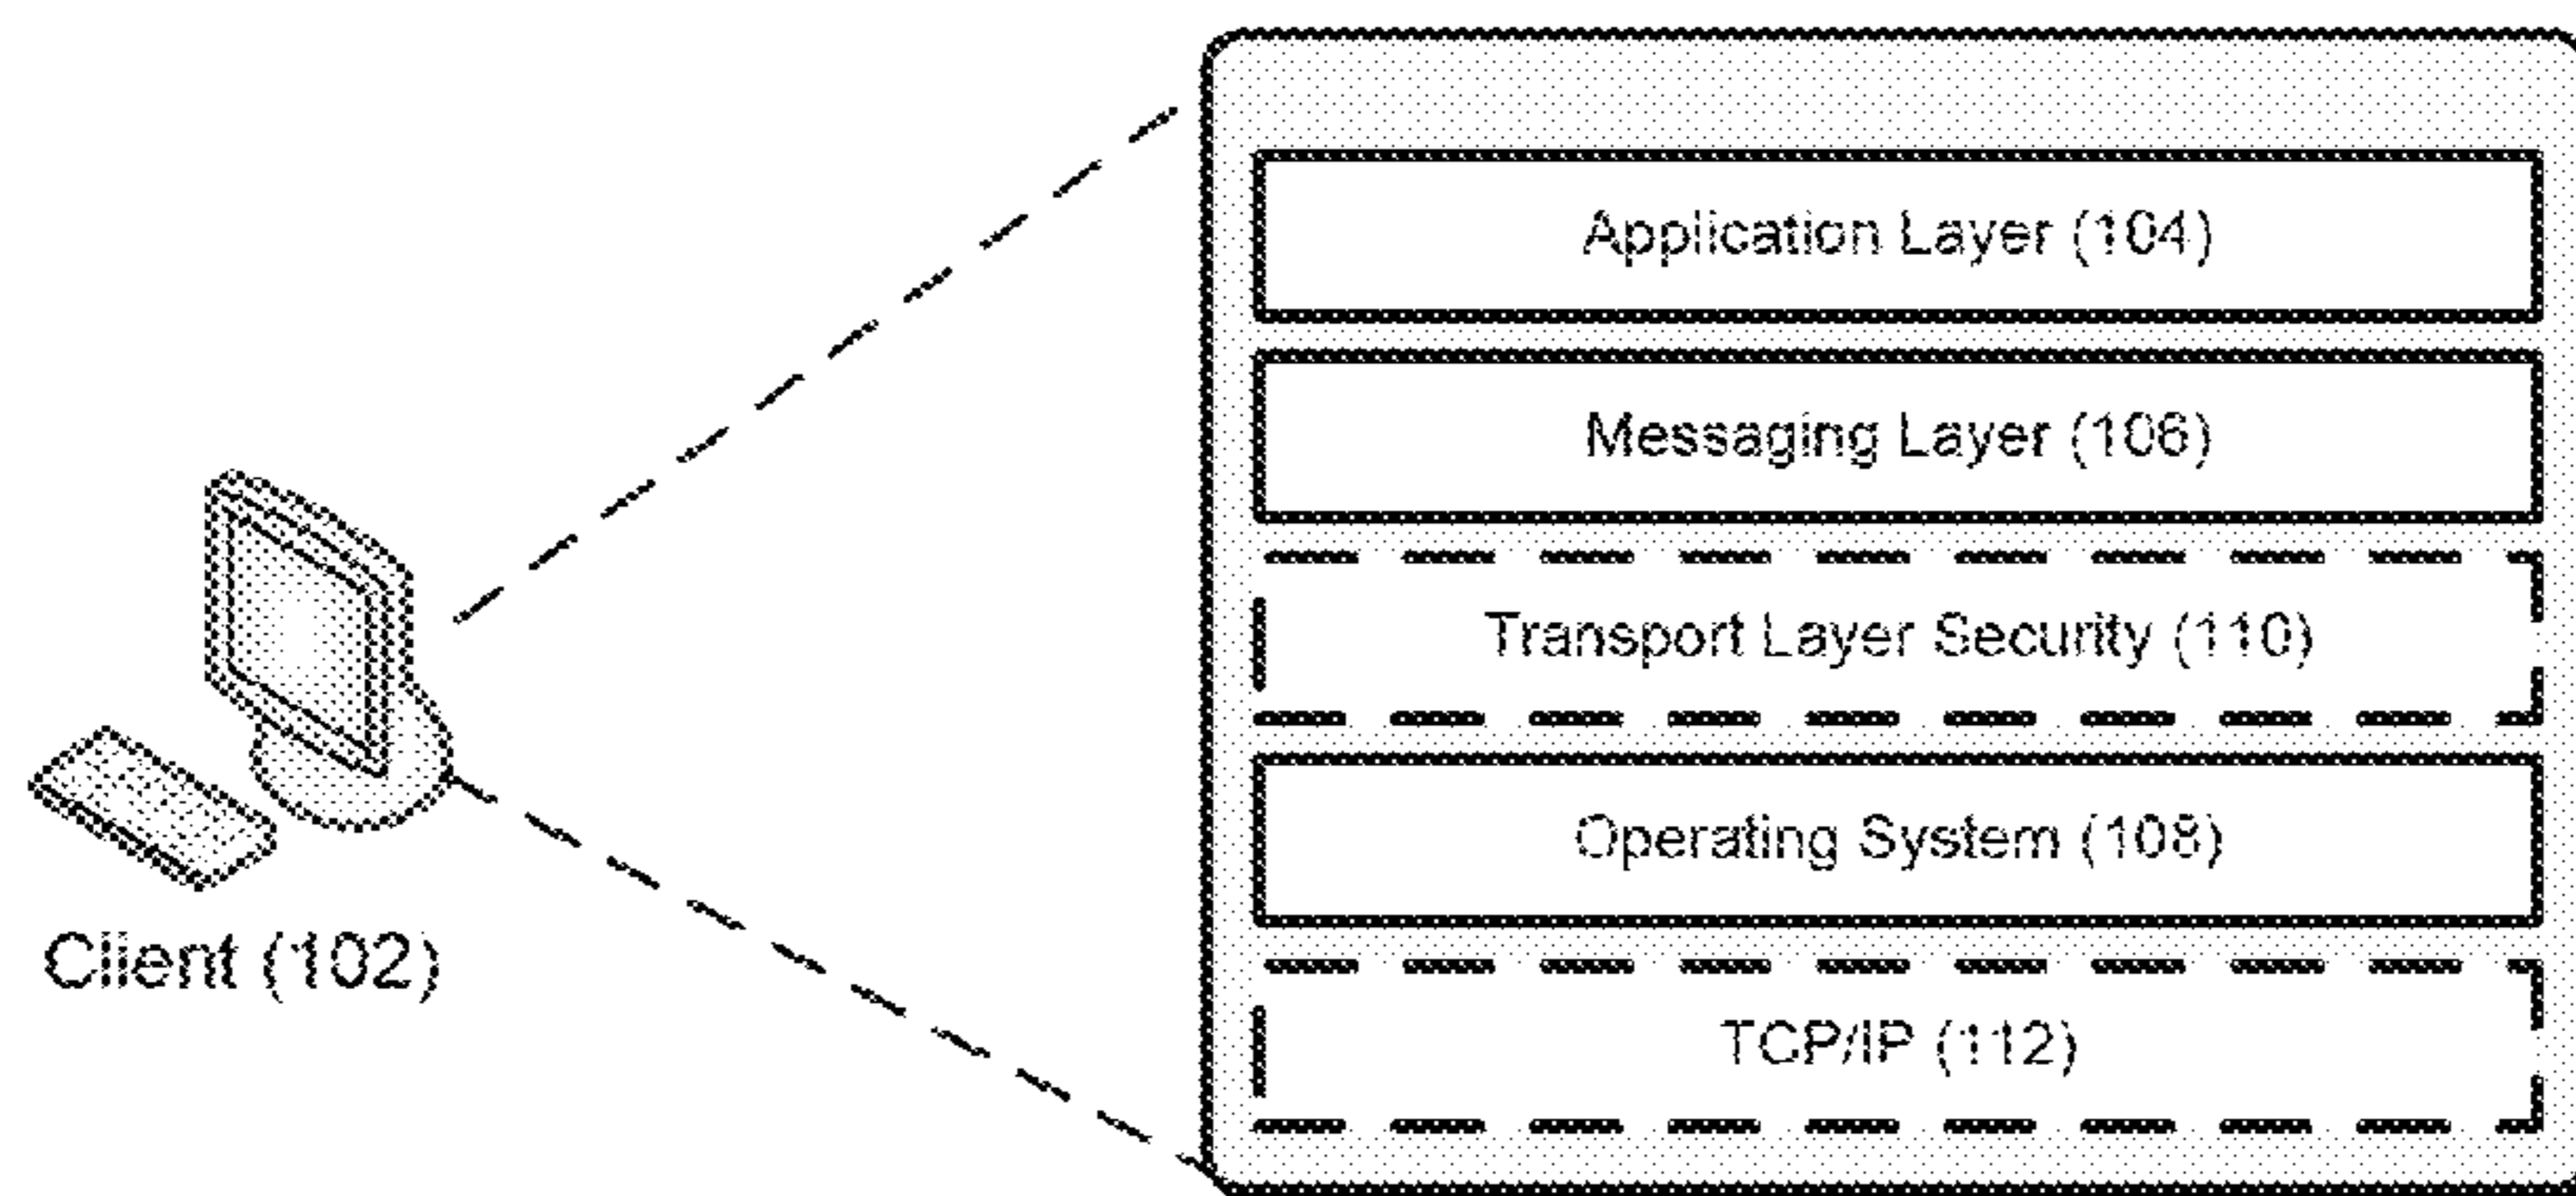 Application Layer (104)
Messaging Layer (106)
Transport Layer Security (110)
Operating System (108)
Client (102)
TCP/IP (112)